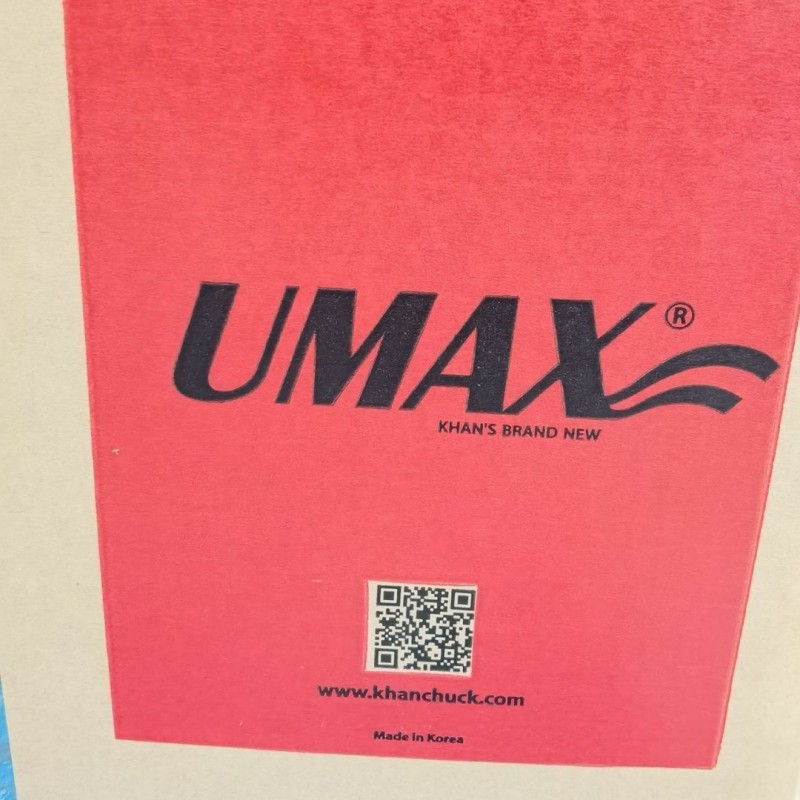 UMAX®
KHAN'S BRAND NEW
www.khanchuck.com
Made in Korea